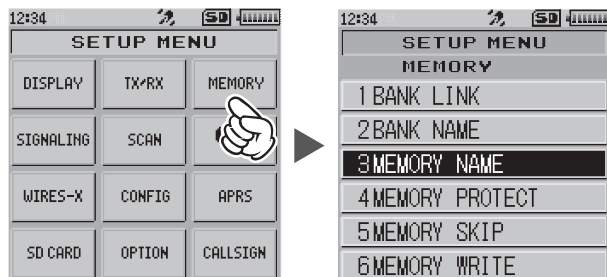 12:34 SD
SETUP MENU
DISPLAY TX/RX MEMORY
SIGNALING SCAN
WIRES-X CONFIG APRS
SD CARD OPTION CALLSIGN
12:34 SD
SETUP MENU
MEMORY
1 BANK LINK
2 BANK NAME
3 MEMORY NAME
4 MEMORY PROTECT
5 MEMORY SKIP
6 MEMORY WRITE